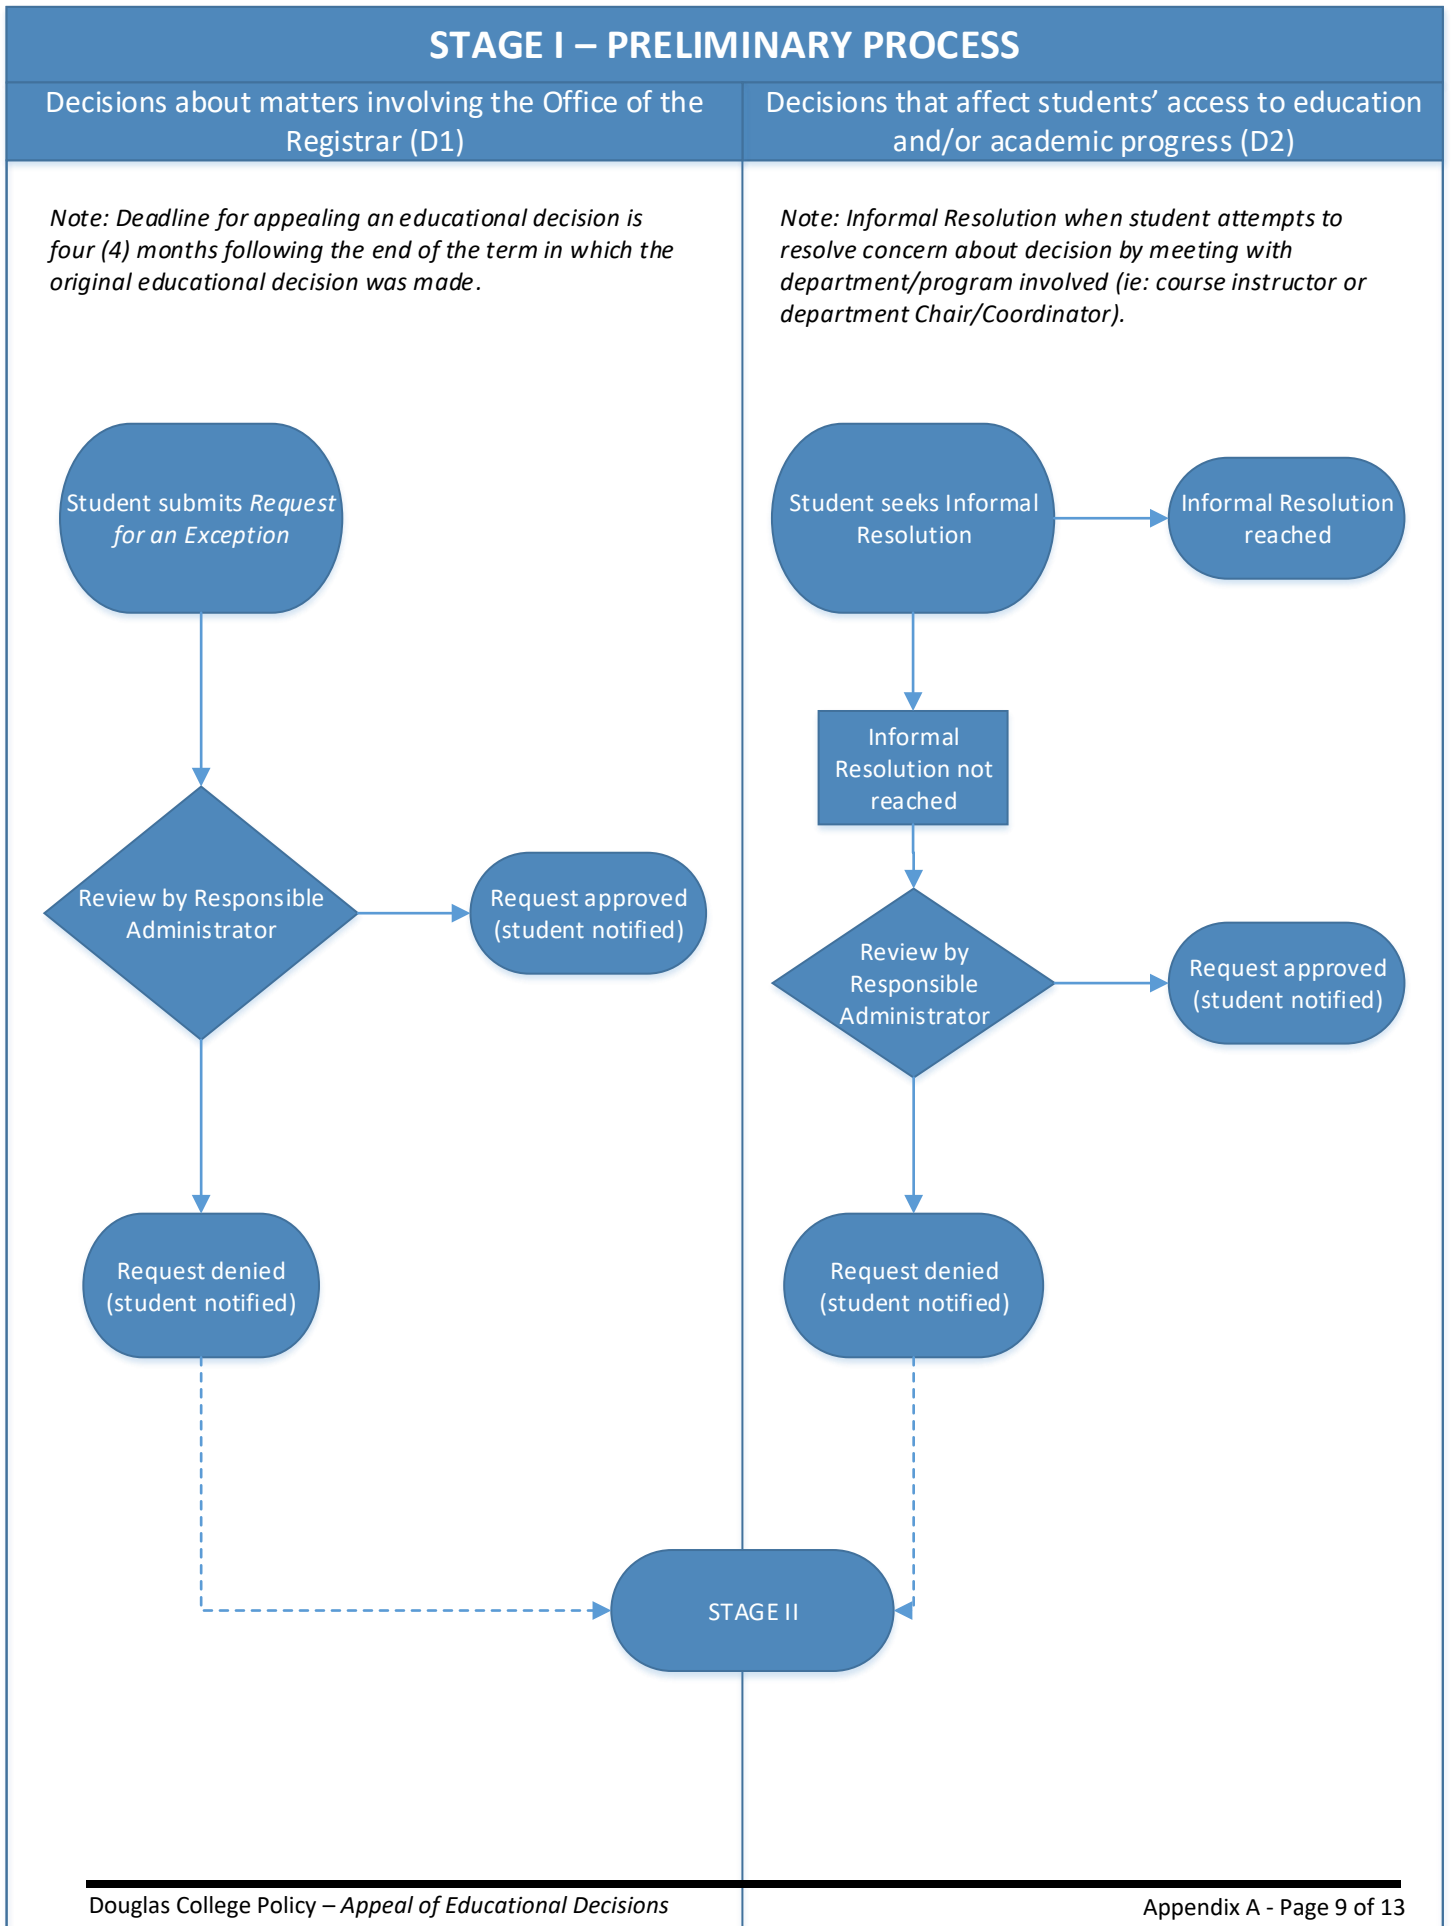 STAGE I – PRELIMINARY PROCESS
Decisions about matters involving the Office of the
Registrar (D1)
Decisions that affect students’ access to education
and/or academic progress (D2)
Note: Deadline for appealing an educational decision is
four (4) months following the end of the term in which the
original educational decision was made.
Note: Informal Resolution when student attempts to
resolve concern about decision by meeting with
department/program involved (ie: course instructor or
department Chair/Coordinator).
Student submits Request
for an Exception
Review by Responsible
Administrator
Request approved
(student notified)
Request denied
(student notified)
Student seeks Informal
Resolution
Informal Resolution
reached
Informal
Resolution not
reached
Review by
Responsible
Administrator
Request approved
(student notified)
Request denied
(student notified)
STAGE II
Douglas College Policy – Appeal of Educational Decisions
Appendix A - Page 9 of 13